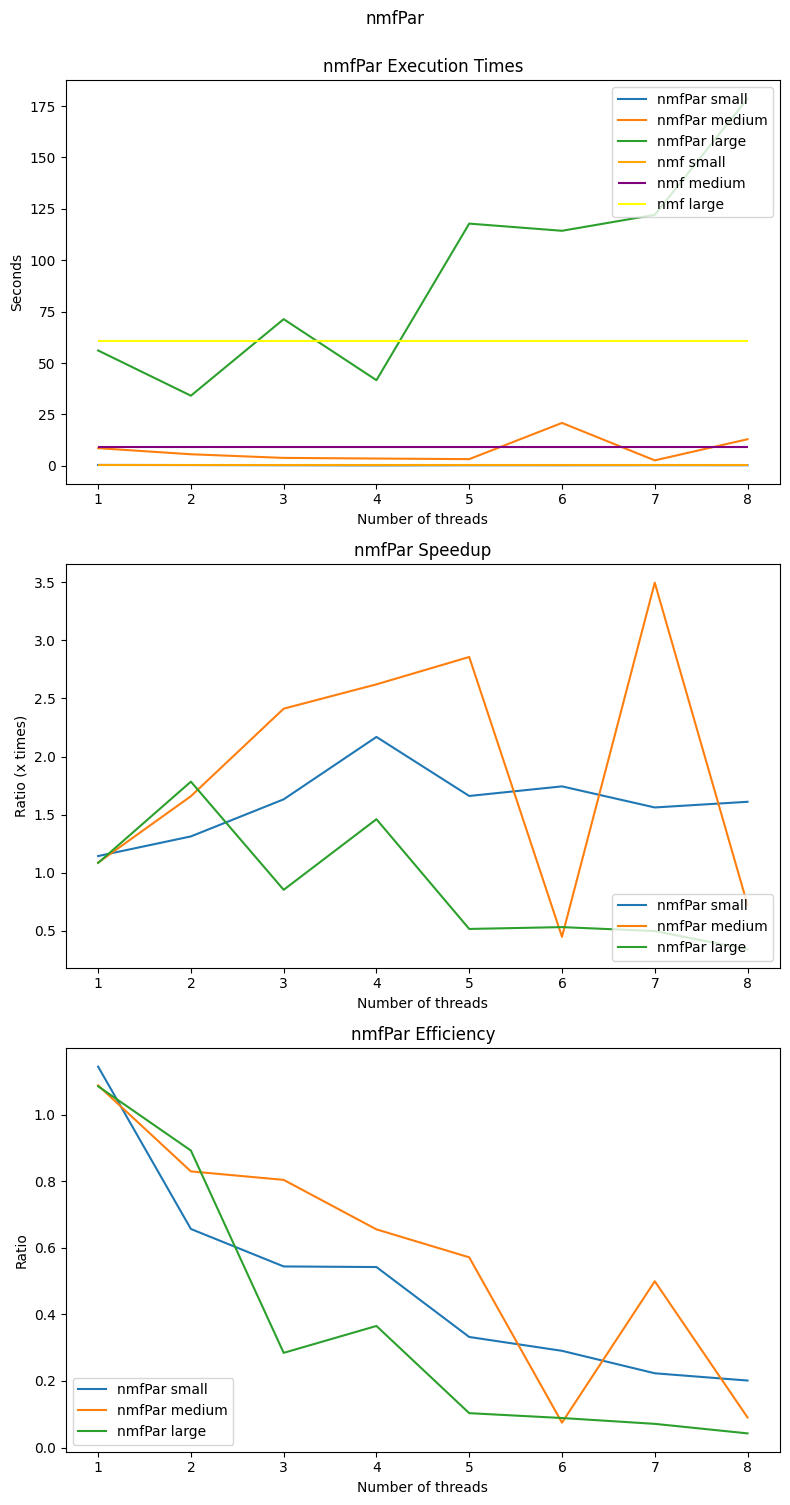 nmfPar
nmfPar Execution Times
175
150
125
100
75
50
25
0
Seconds
nmfPar small
nmfPar medium
nmfPar large
nmf small
nmf medium
nmf large
1 2 3 4 5 6 7 8
Number of threads
nmfPar Speedup
3.5
3.0
2.5
2.0
1.5
1.0
0.5
Ratio (x times)
nmfPar small
nmfPar medium
nmfPar large
1 2 3 4 5 6 7 8
Number of threads
nmfPar Efficiency
1.0
0.8
0.6
0.4
0.2
0.0
Ratio
nmfPar small
nmfPar medium
nmfPar large
1 2 3 4 5 6 7 8
Number of threads